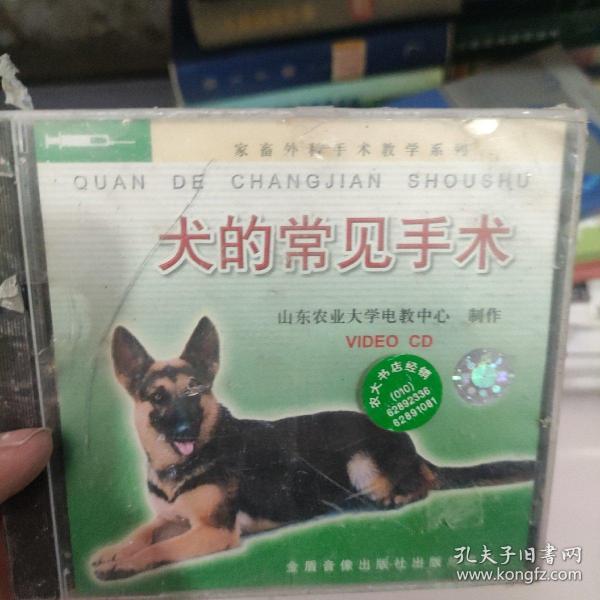 家畜外科手术教学系列
QUAN DE CHANGJIAN SHOUSHU
犬的常见手术
山东农业大学电教中心 制作
VIDEO CD
农大书店经销
(010)
62892336
62891081
金盾音像出版社出版
孔夫子旧书网
www.kongfz.com